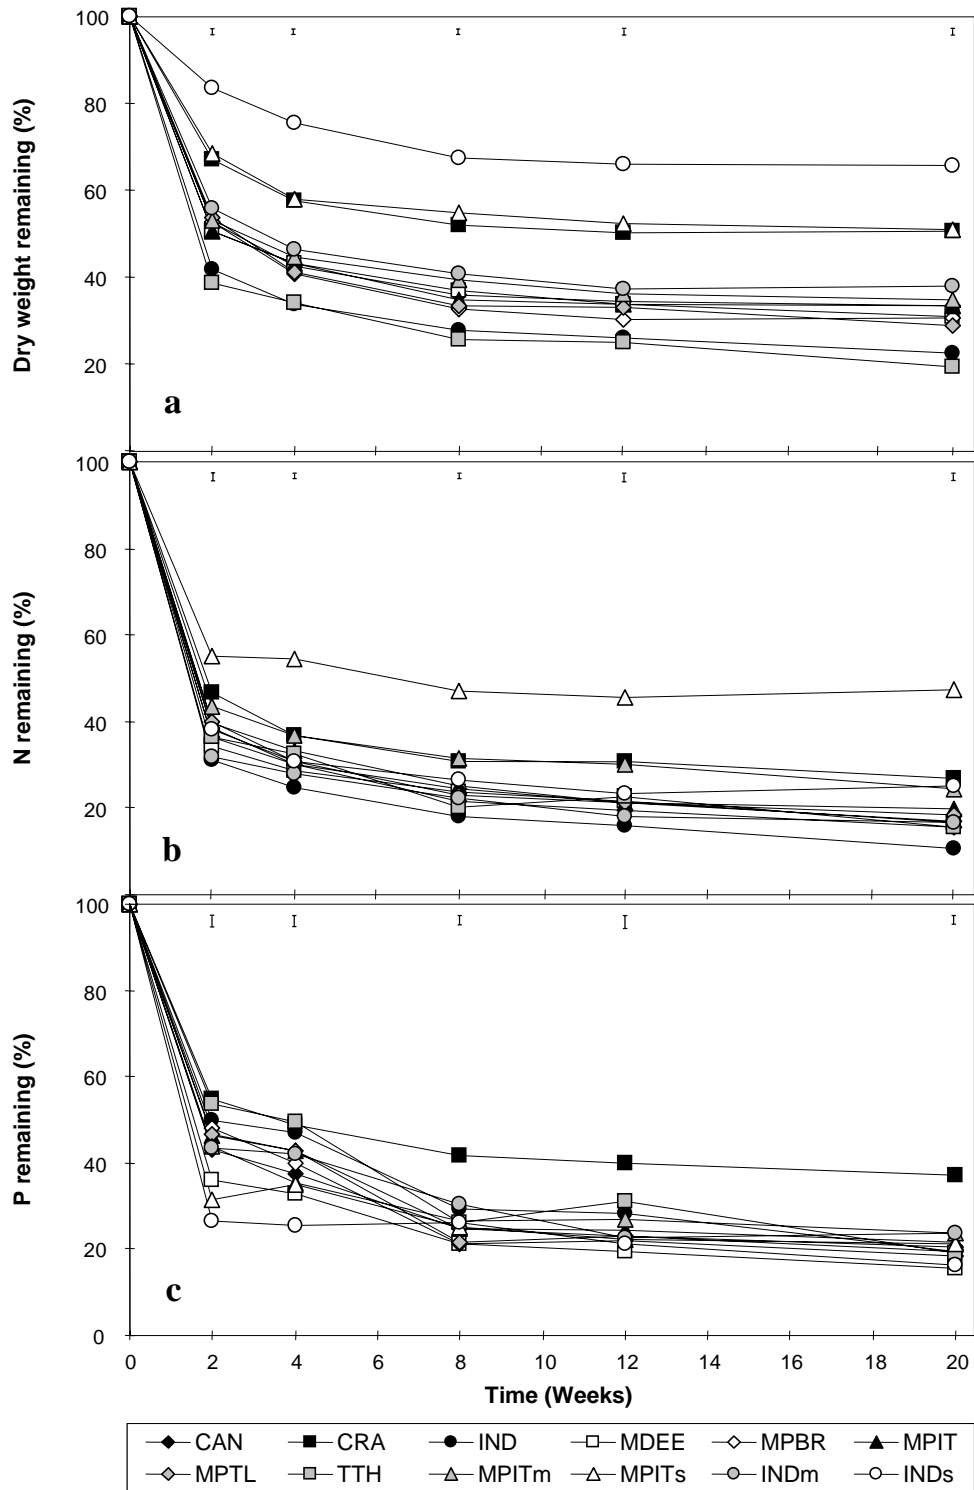 100
80
60
40
20
Dry weight remaining (%)
a
100
80
60
40
20
N remaining (%)
b
100
80
60
40
20
0
P remaining (%)
c
0 2 4 6 8 10 12 14 16 18 20
Time (Weeks)
CAN CRA IND MDEE MPBR MPIT
MPTL TTH MPITm MPITs INDm INDs